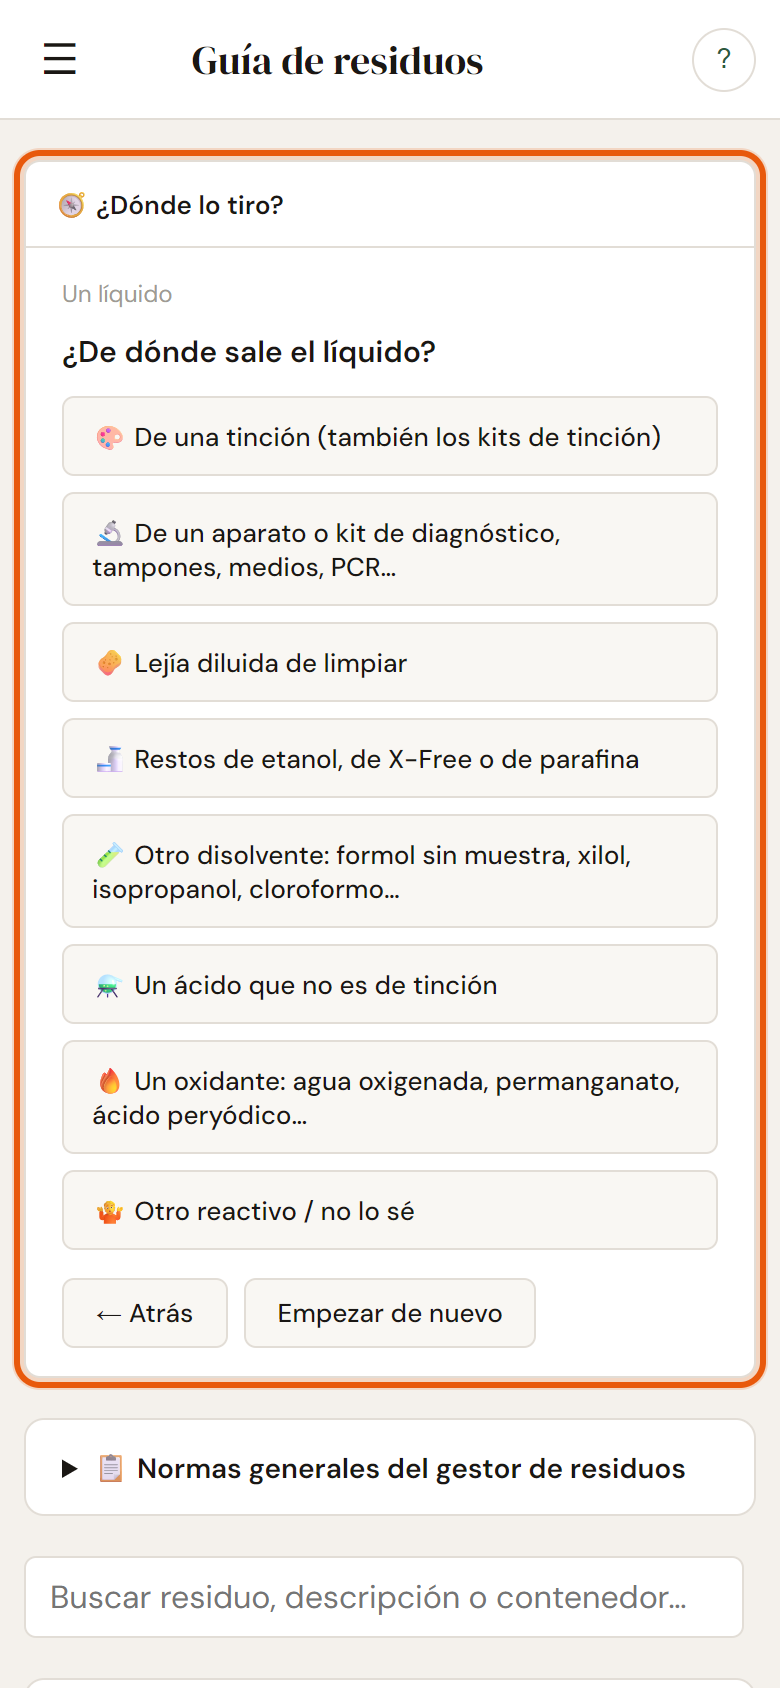 ☰ Guía de residuos ?
🧭 ¿Dónde lo tiro?
Un líquido
¿De dónde sale el líquido?
🎨 De una tinción (también los kits de tinción)
🔬 De un aparato o kit de diagnóstico,
tampones, medios, PCR...
🧽 Lejía diluida de limpiar
🧴 Restos de etanol, de X-Free o de parafina
🧪 Otro disolvente: formol sin muestra, xilol,
isopropanol, cloroformo...
⚗️ Un ácido que no es de tinción
🔥 Un oxidante: agua oxigenada, permanganato,
ácido peryódico...
🤷 Otro reactivo / no lo sé
← Atrás Empezar de nuevo
▶ 📋 Normas generales del gestor de residuos
Buscar residuo, descripción o contenedor...